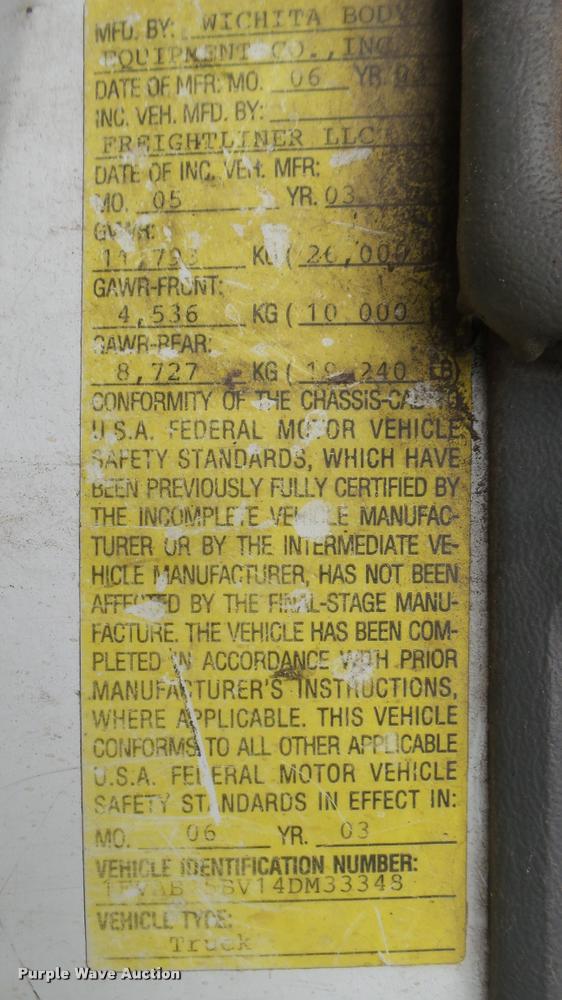 MFD. BY: WICHITA BODY
EQUIPMENT CO., INC.
DATE OF MFR: MO. 06 YR. 03
INC. VEH. MFD. BY:
FREIGHTLINER LLC
DATE OF INC. VEH. MFR:
MO. 05 YR. 03
GVWR:
11,793 KG ( 26,000
GAWR-FRONT:
4,536 KG ( 10 000
GAWR-REAR:
8,727 KG ( 19 240 LB)
CONFORMITY OF THE CHASSIS-CAB
U.S.A. FEDERAL MOTOR VEHICLE
SAFETY STANDARDS, WHICH HAVE
BEEN PREVIOUSLY FULLY CERTIFIED BY
THE INCOMPLETE VEHICLE MANUFAC-
TURER OR BY THE INTERMEDIATE VE-
HICLE MANUFACTURER, HAS NOT BEEN
AFFECTED BY THE FINAL-STAGE MANU-
FACTURE. THE VEHICLE HAS BEEN COM-
PLETED IN ACCORDANCE WITH PRIOR
MANUFACTURER'S INSTRUCTIONS,
WHERE APPLICABLE. THIS VEHICLE
CONFORMS TO ALL OTHER APPLICABLE
U.S.A. FEDERAL MOTOR VEHICLE
SAFETY STANDARDS IN EFFECT IN:
MO. 06 YR. 03
VEHICLE IDENTIFICATION NUMBER:
VEHICLE TYPE:
Truck
Purple Wave Auction